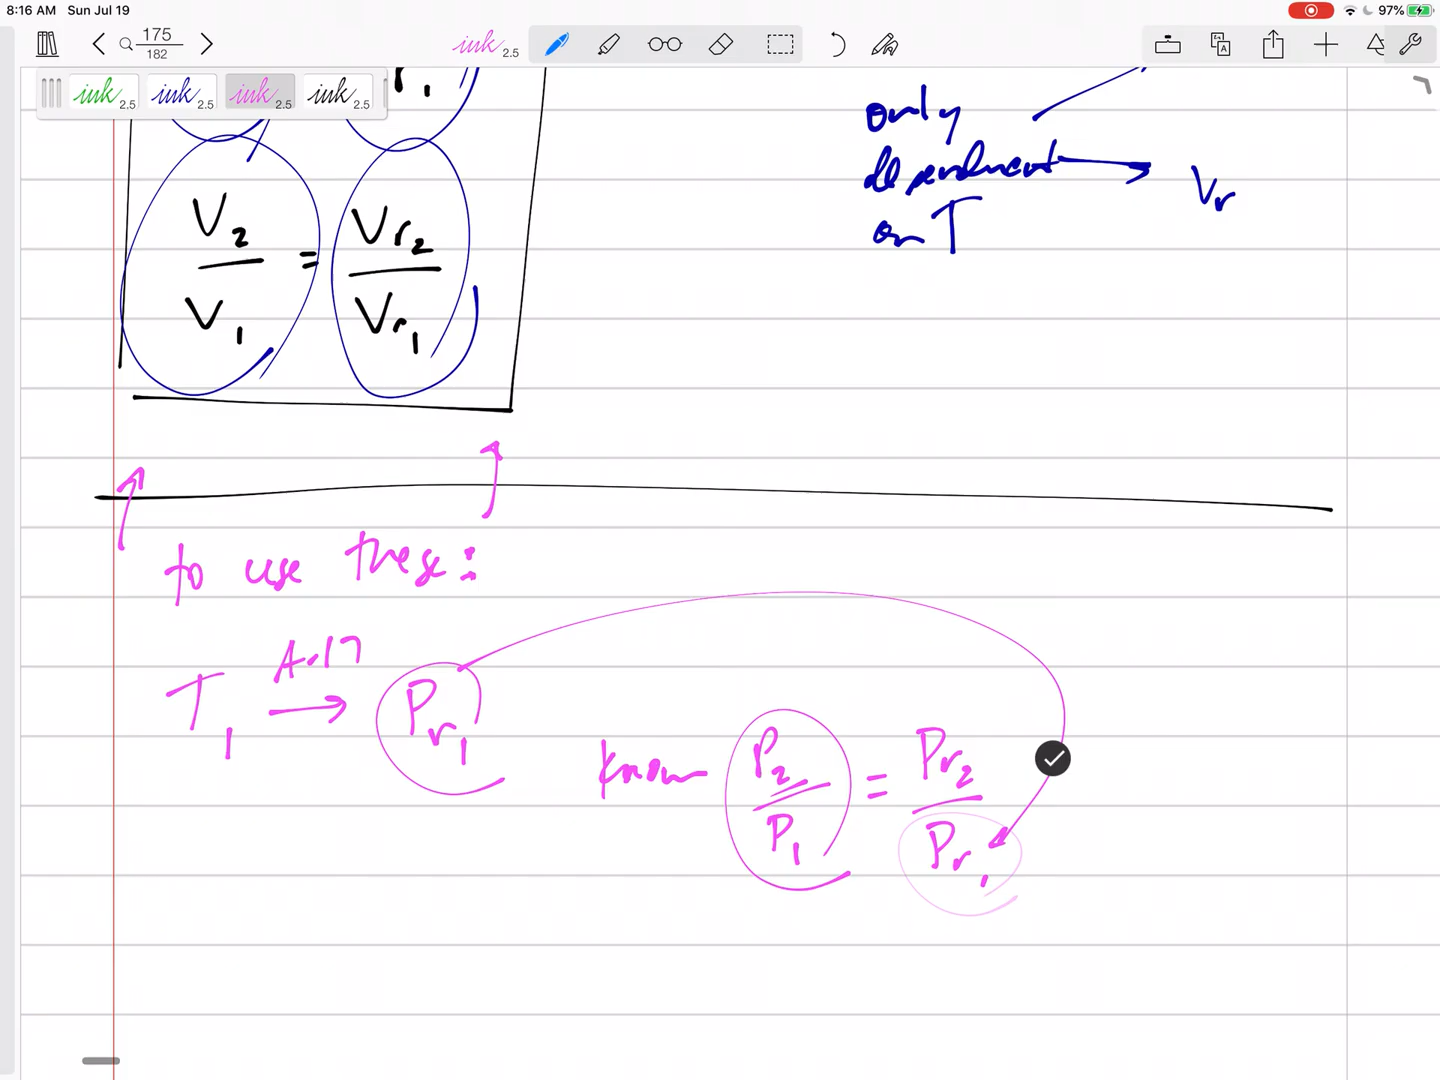 8:16 AM Sun Jul 19
97%
175
182
ink 2.5
ink 2.5
ink 2.5
ink 2.5
ink 2.5
only
dependent
on T
Vr
V2 = Vr2
V1 Vr1
to use these:
T1 A-17 Pr1
know P2 = Pr2
P1 Pr1